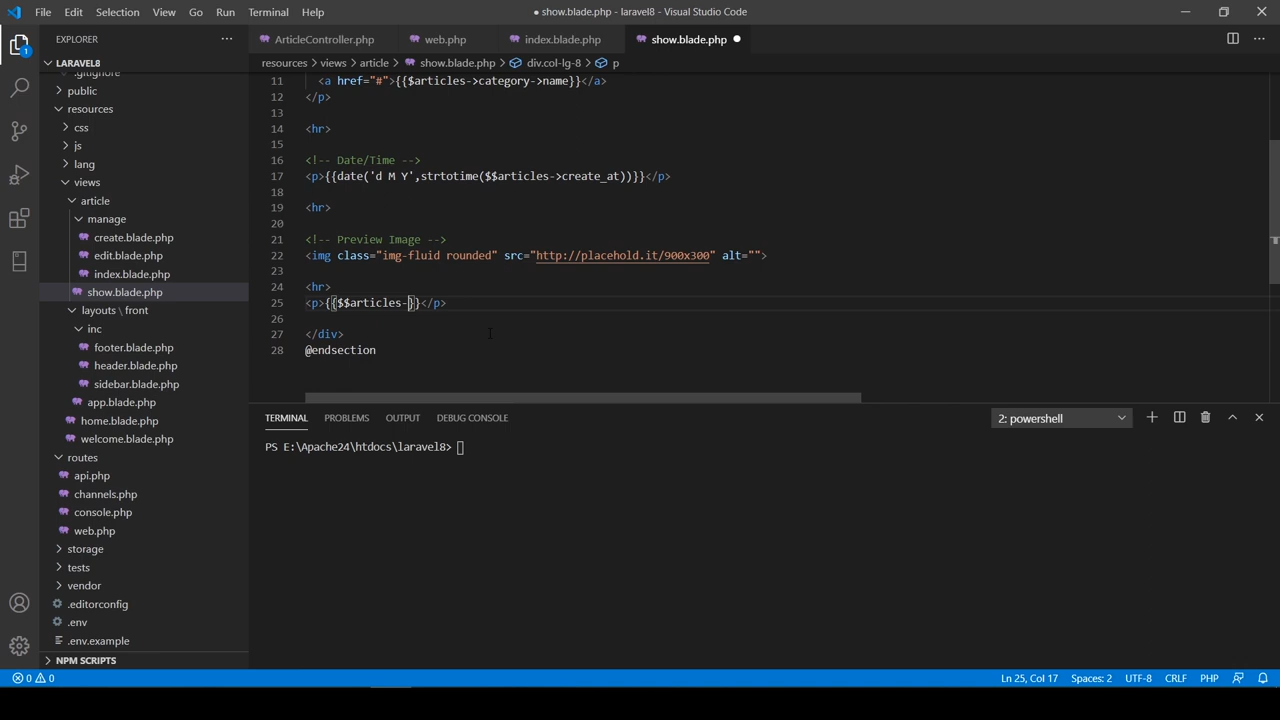 File Edit Selection View Go Run Terminal Help
● show.blade.php - laravel8 - Visual Studio Code
EXPLORER
ArticleController.php
web.php
index.blade.php
show.blade.php
1
LARAVEL8
resources > views > article > show.blade.php > div.col-lg-8 > p
.gitignore
public
resources
css
js
lang
views
article
manage
create.blade.php
edit.blade.php
index.blade.php
show.blade.php
layouts \ front
inc
footer.blade.php
header.blade.php
sidebar.blade.php
app.blade.php
home.blade.php
welcome.blade.php
routes
api.php
channels.php
console.php
web.php
storage
tests
vendor
.editorconfig
.env
.env.example
NPM SCRIPTS
11 <a href="#">{{$articles->category->name}}</a>
12 </p>
13
14 <hr>
15
16 <!-- Date/Time -->
17 <p>{{date('d M Y',strtotime($$articles->create_at))}}</p>
18
19 <hr>
20
21 <!-- Preview Image -->
22 <img class="img-fluid rounded" src="http://placehold.it/900x300" alt="">
23
24 <hr>
25 <p>{{$$articles-}}</p>
26
27 </div>
28 @endsection
TERMINAL PROBLEMS OUTPUT DEBUG CONSOLE
2: powershell
PS E:\Apache24\htdocs\laravel8>
0 0
Ln 25, Col 17 Spaces: 2 UTF-8 CRLF PHP